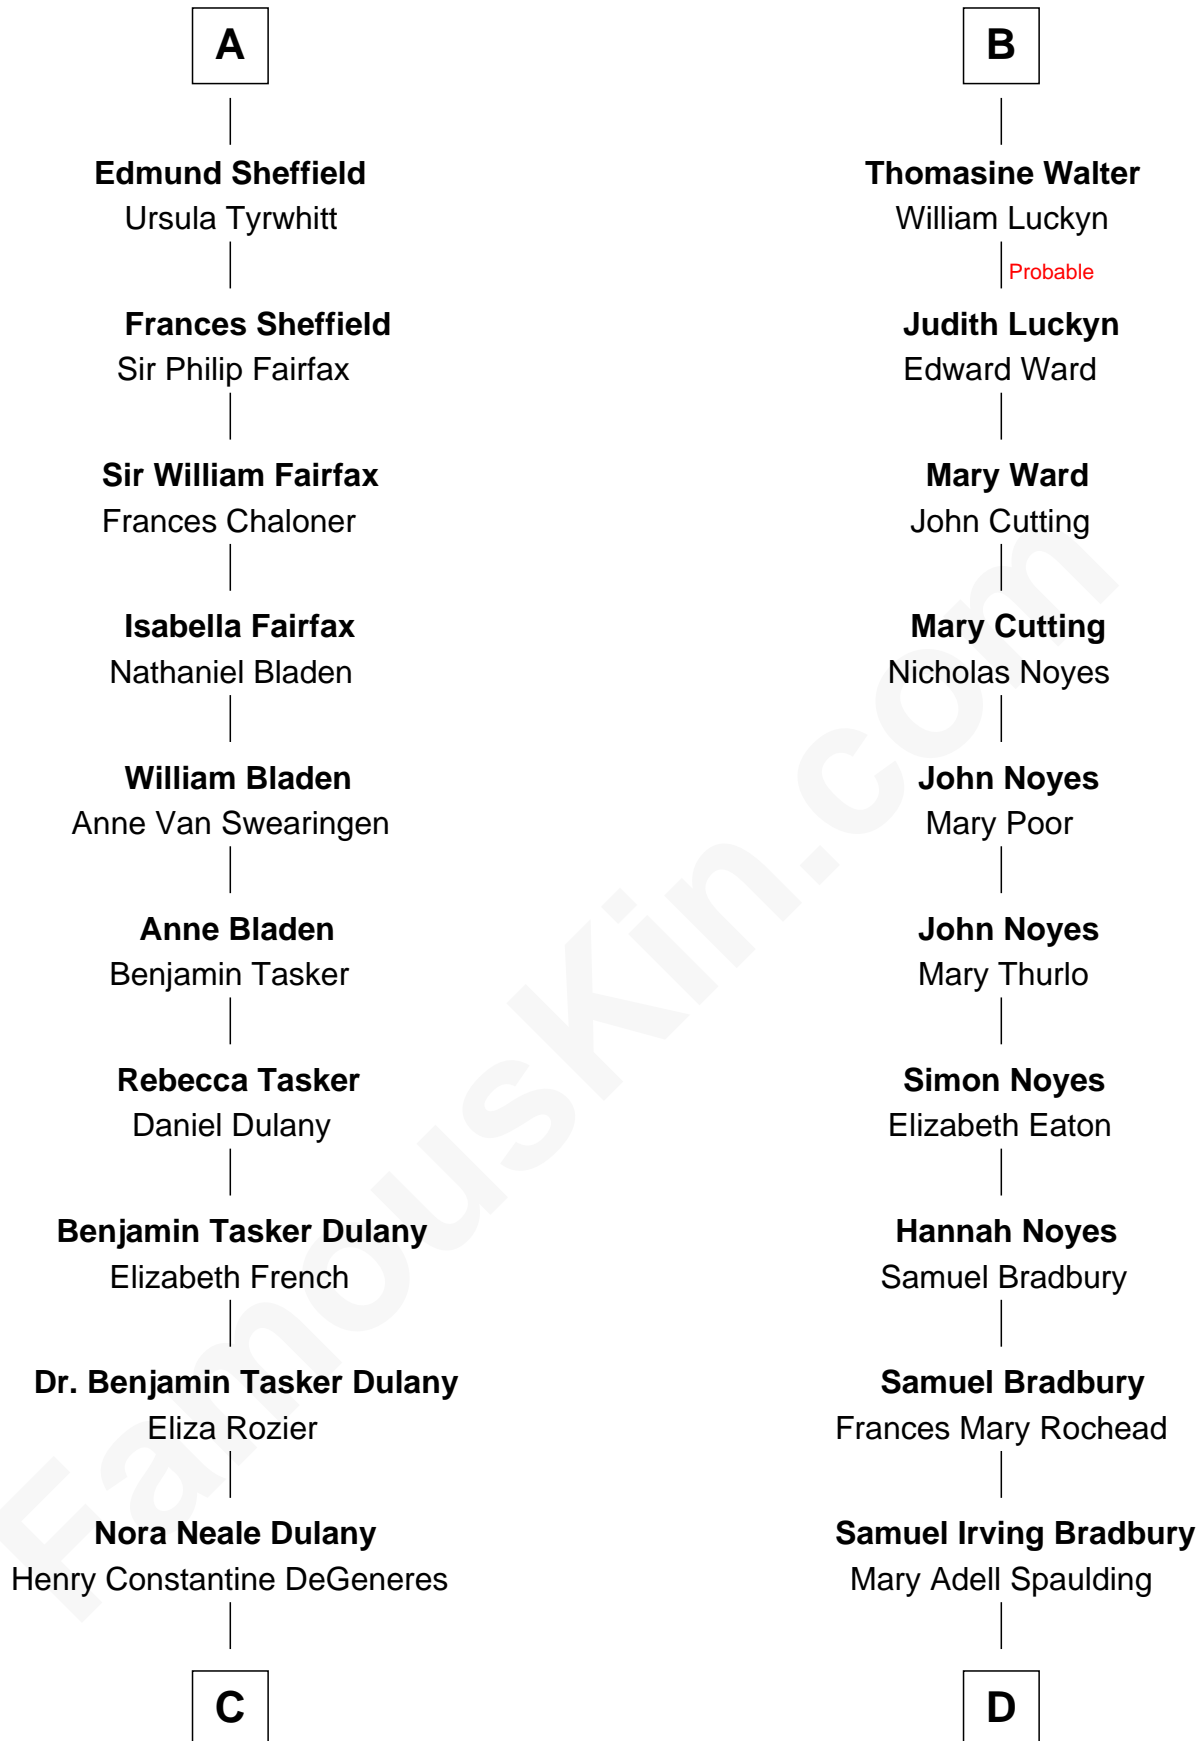 A
Edmund Sheffield
Ursula Tyrwhitt
Frances Sheffield
Sir Philip Fairfax
Sir William Fairfax
Frances Chaloner
Isabella Fairfax
Nathaniel Bladen
William Bladen
Anne Van Swearingen
Anne Bladen
Benjamin Tasker
Rebecca Tasker
Daniel Dulany
Benjamin Tasker Dulany
Elizabeth French
Dr. Benjamin Tasker Dulany
Eliza Rozier
Nora Neale Dulany
Henry Constantine DeGeneres
C
B
Thomasine Walter
William Luckyn
Probable
Judith Luckyn
Edward Ward
Mary Ward
John Cutting
Mary Cutting
Nicholas Noyes
John Noyes
Mary Poor
John Noyes
Mary Thurlo
Simon Noyes
Elizabeth Eaton
Hannah Noyes
Samuel Bradbury
Samuel Bradbury
Frances Mary Rochead
Samuel Irving Bradbury
Mary Adell Spaulding
D
FamousKin.com